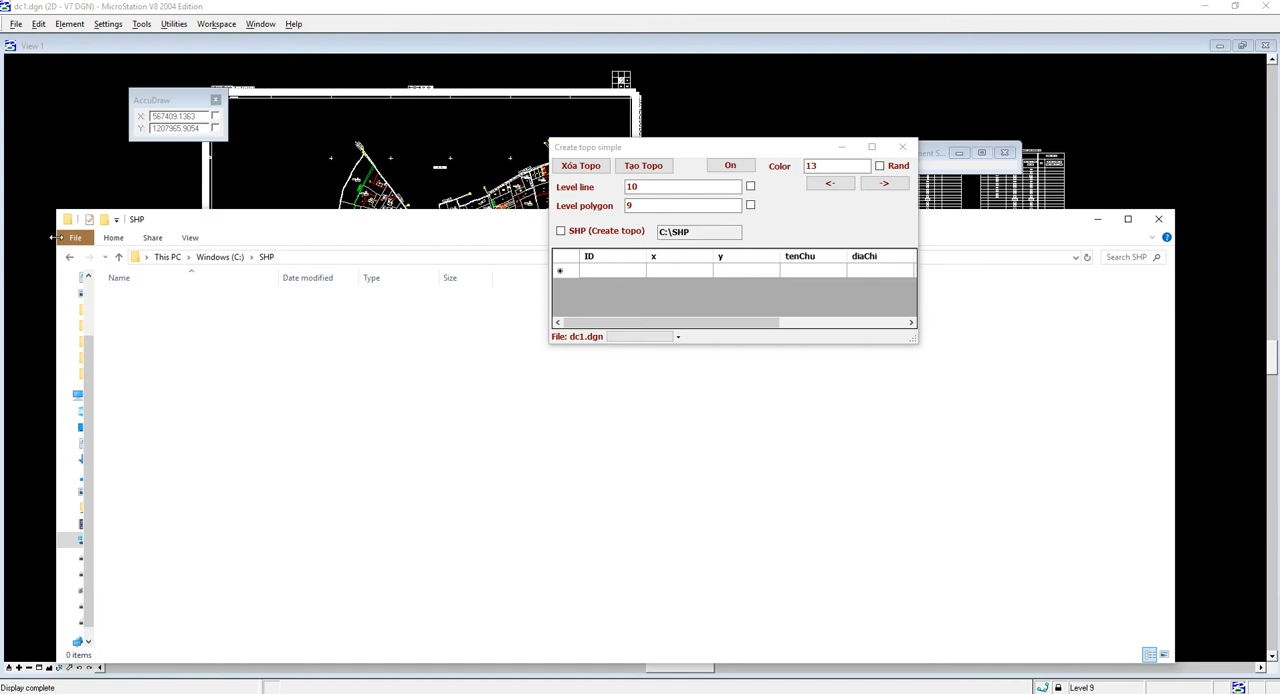 dc1.dgn (2D - V7 DGN) - MicroStation V8 2004 Edition
File Edit Element Settings Tools Utilities Workspace Window Help
View 1
AccuDraw
X: 567409.1363
Y: 1207965.9054
Create topo simple
Xóa Topo Tạo Topo On Color 13 Rand
Level line 10 <- ->
Level polygon 9
SHP (Create topo) C:\SHP
ID x y tenChu diaChi
File: dc1.dgn
SHP
File Home Share View
This PC Windows (C:) SHP
Search SHP
Name Date modified Type Size
0 items
Display complete
Level 9